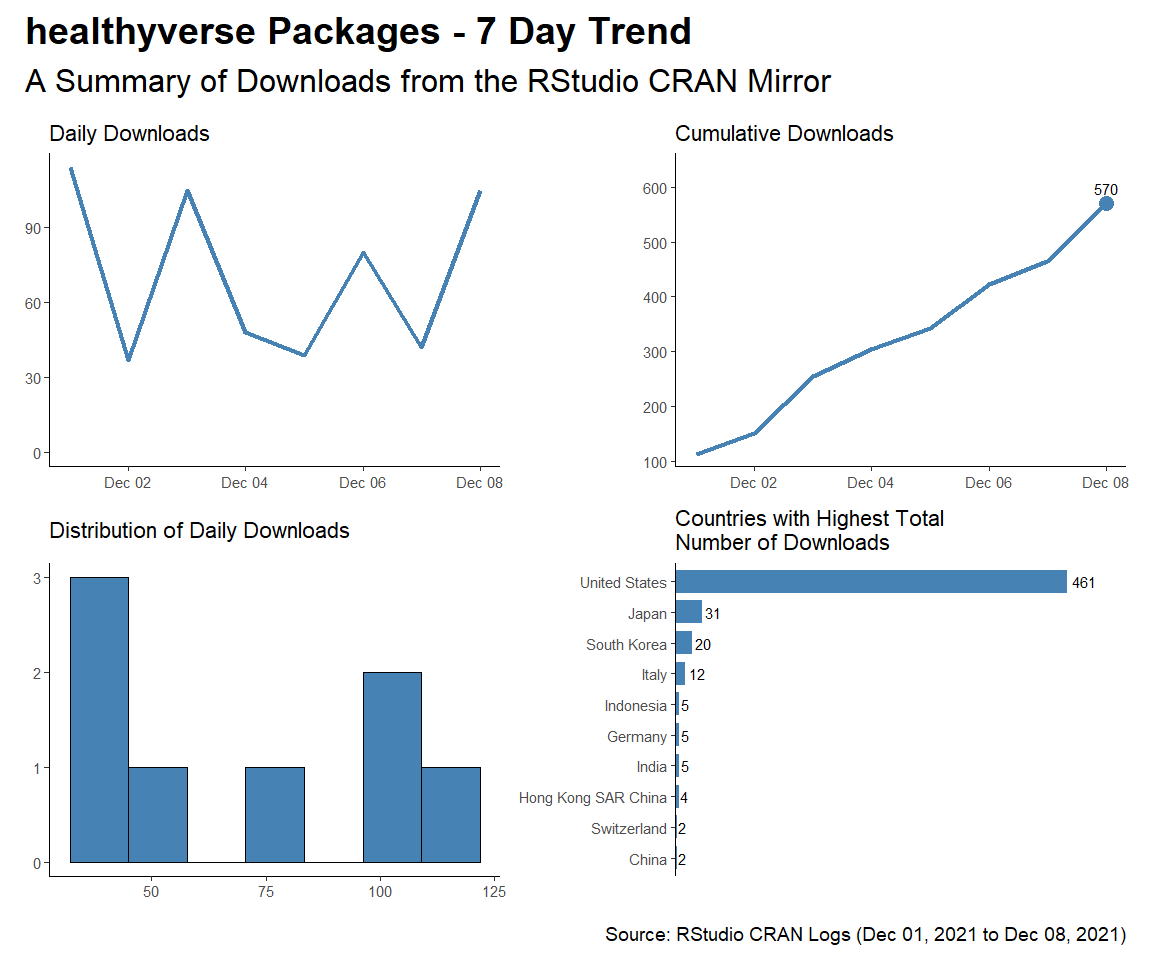 healthyverse Packages - 7 Day Trend
A Summary of Downloads from the RStudio CRAN Mirror
Daily Downloads
90
60
30
0
Dec 02 Dec 04 Dec 06 Dec 08
Cumulative Downloads
570
600
500
400
300
200
100
Dec 02 Dec 04 Dec 06 Dec 08
Distribution of Daily Downloads
3
2
1
0
50 75 100 125
Countries with Highest Total
Number of Downloads
United States 461
Japan 31
South Korea 20
Italy 12
Indonesia 5
Germany 5
India 5
Hong Kong SAR China 4
Switzerland 2
China 2
Source: RStudio CRAN Logs (Dec 01, 2021 to Dec 08, 2021)